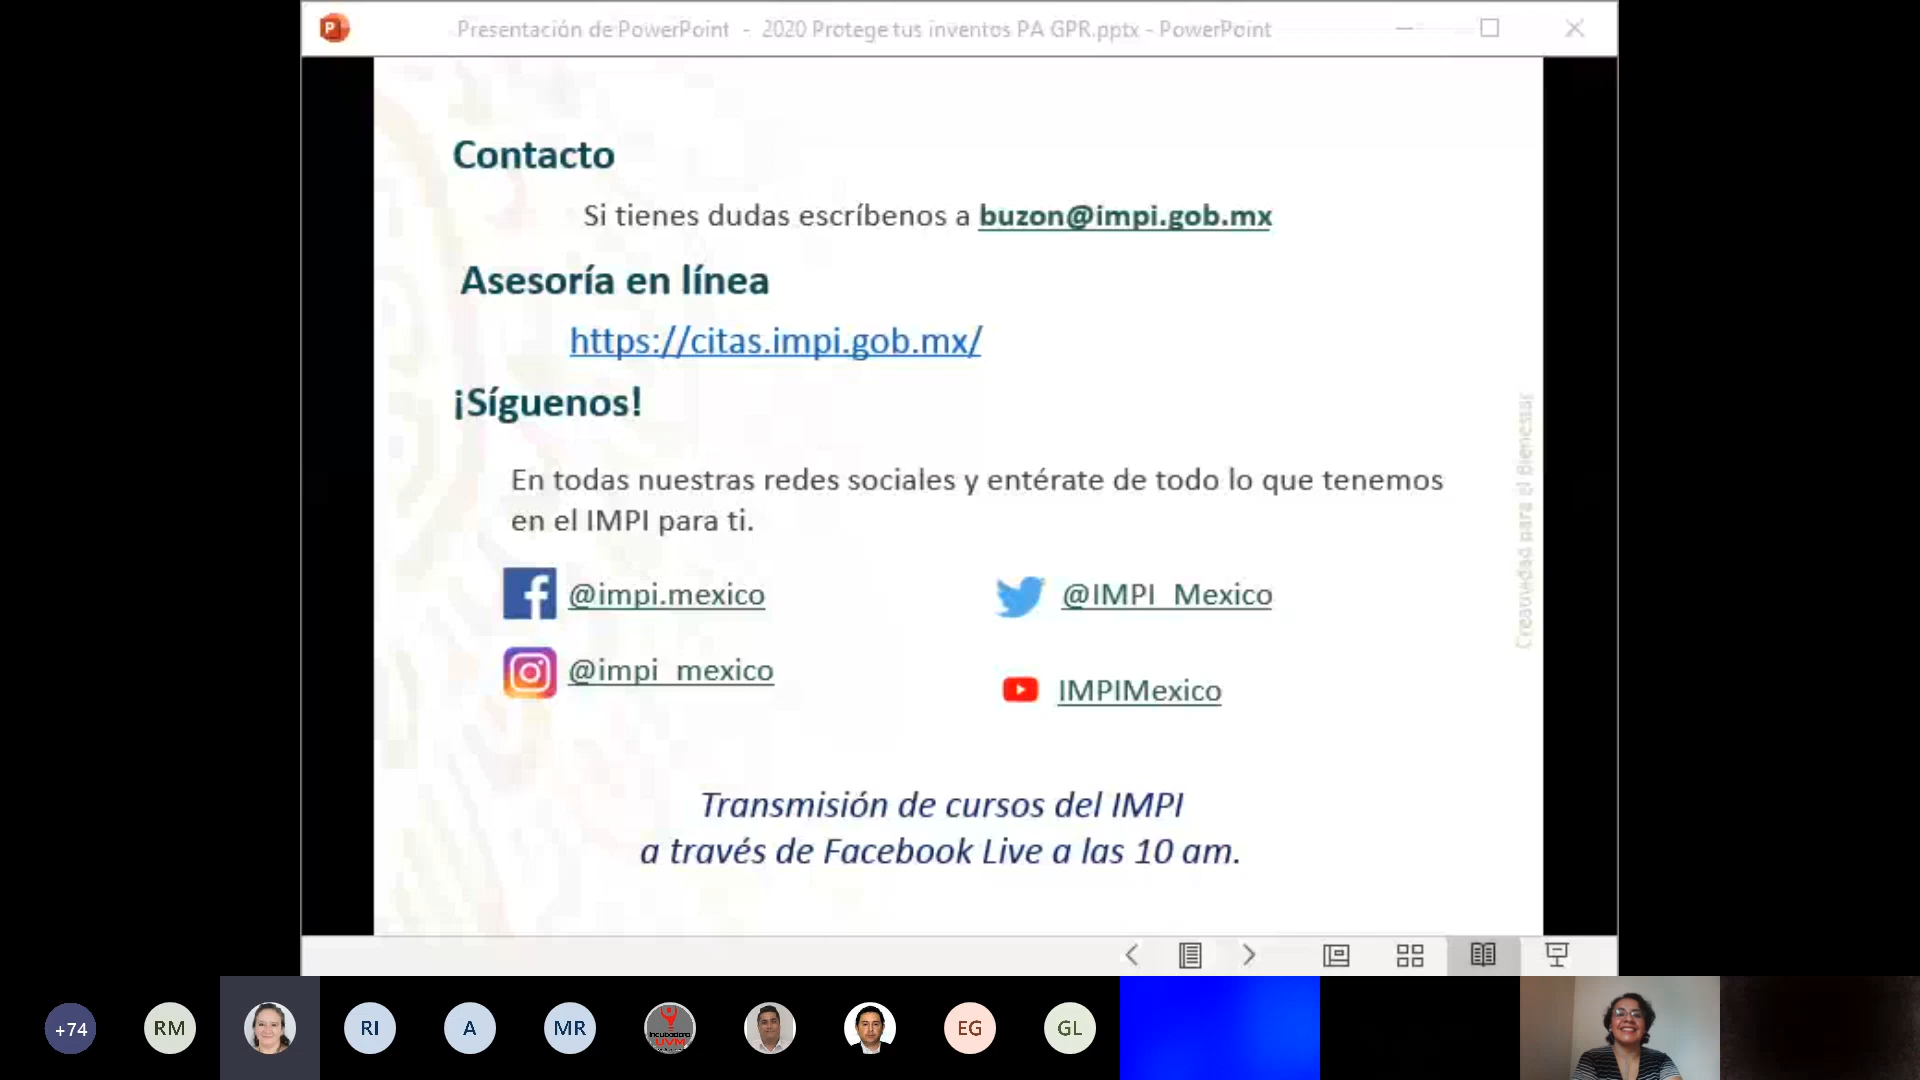 Presentación de PowerPoint - 2020 Protege tus inventos PA GPR.pptx - PowerPoint
Contacto
Si tienes dudas escríbenos a buzon@impi.gob.mx
Asesoría en línea
https://citas.impi.gob.mx/
¡Síguenos!
En todas nuestras redes sociales y entérate de todo lo que tenemos
en el IMPI para ti.
@impi.mexico
@IMPI_Mexico
@impi_mexico
IMPIMexico
Transmisión de cursos del IMPI
a través de Facebook Live a las 10 am.
Creatividad para el Bienestar
+74
RM
RI
A
MR
Incubadora
UVM
EG
GL